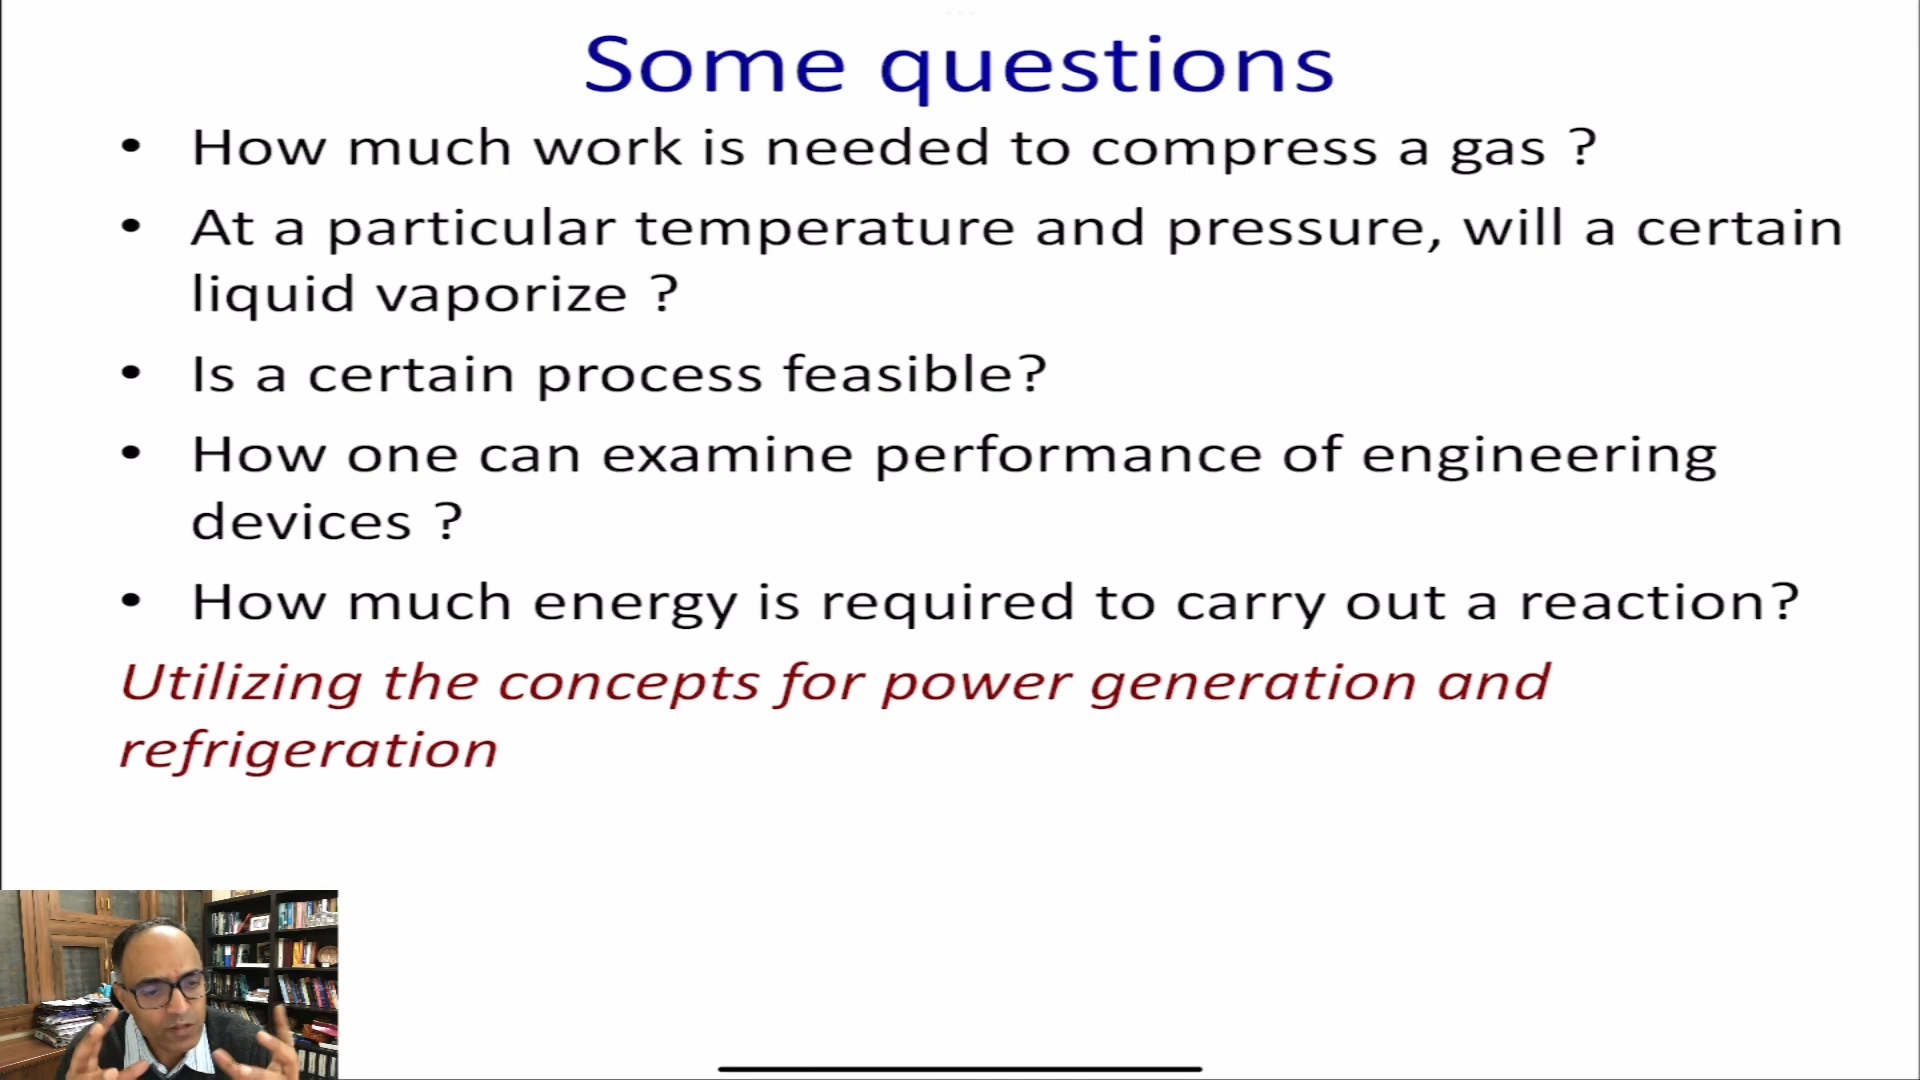 Some questions
• How much work is needed to compress a gas ?
• At a particular temperature and pressure, will a certain
liquid vaporize ?
• Is a certain process feasible?
• How one can examine performance of engineering
devices ?
• How much energy is required to carry out a reaction?
Utilizing the concepts for power generation and
refrigeration